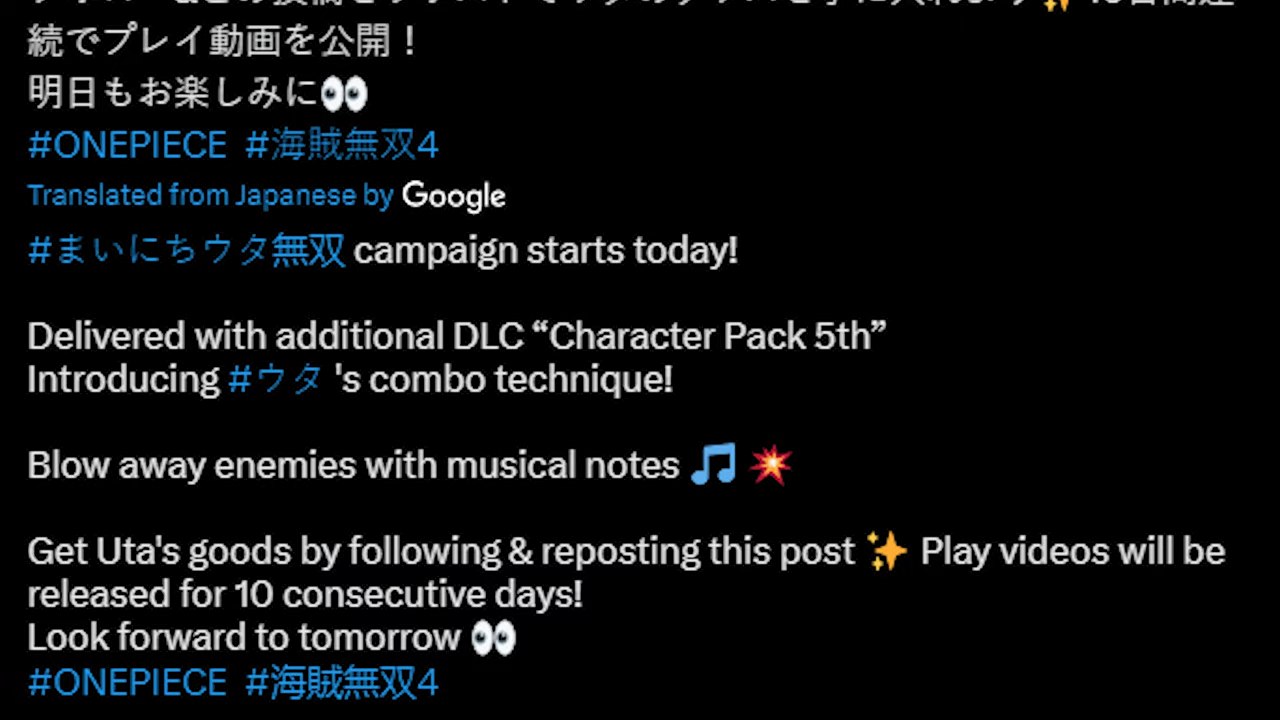 続でプレイ動画を公開！
明日もお楽しみに👀
#ONEPIECE #海賊無双4
Translated from Japanese by Google
#まいにちウタ無双 campaign starts today!
Delivered with additional DLC “Character Pack 5th”
Introducing #ウタ 's combo technique!
Blow away enemies with musical notes 🎵 💥
Get Uta's goods by following & reposting this post ✨ Play videos will be
released for 10 consecutive days!
Look forward to tomorrow 👀
#ONEPIECE #海賊無双4